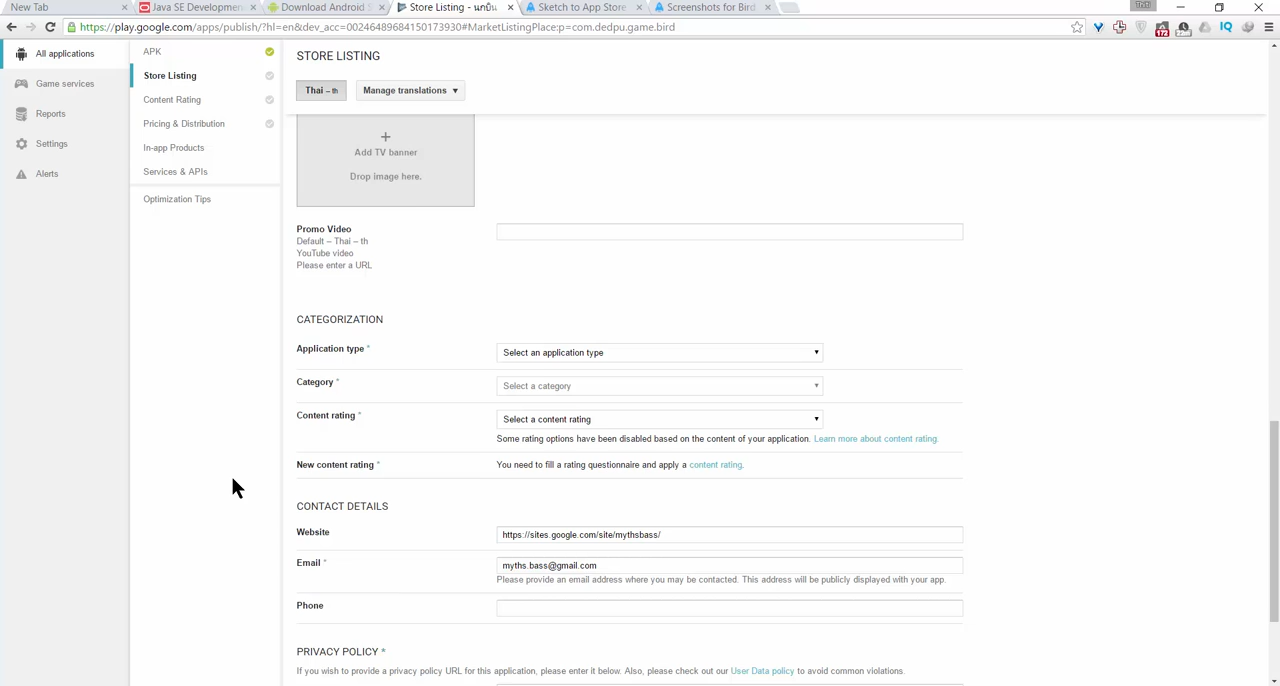 New Tab
Java SE Developmen
Download Android S
Store Listing - นกบิน
Sketch to App Store
Screenshots for Bird
Thiti
https://play.google.com/apps/publish/?hl=en&dev_acc=00246489684150173930#MarketListingPlace:p=com.dedpu.game.bird
172
IQ
All applications
Game services
Reports
Settings
Alerts
APK
Store Listing
Content Rating
Pricing & Distribution
In-app Products
Services & APIs
Optimization Tips
STORE LISTING
Thai – th
Manage translations
Add TV banner
Drop image here.
Promo Video
Default – Thai – th
YouTube video
Please enter a URL
CATEGORIZATION
Application type *
Select an application type
Category *
Select a category
Content rating *
Select a content rating
Some rating options have been disabled based on the content of your application. Learn more about content rating.
New content rating *
You need to fill a rating questionnaire and apply a content rating.
CONTACT DETAILS
Website
https://sites.google.com/site/mythsbass/
Email *
myths.bass@gmail.com
Please provide an email address where you may be contacted. This address will be publicly displayed with your app.
Phone
PRIVACY POLICY *
If you wish to provide a privacy policy URL for this application, please enter it below. Also, please check out our User Data policy to avoid common violations.